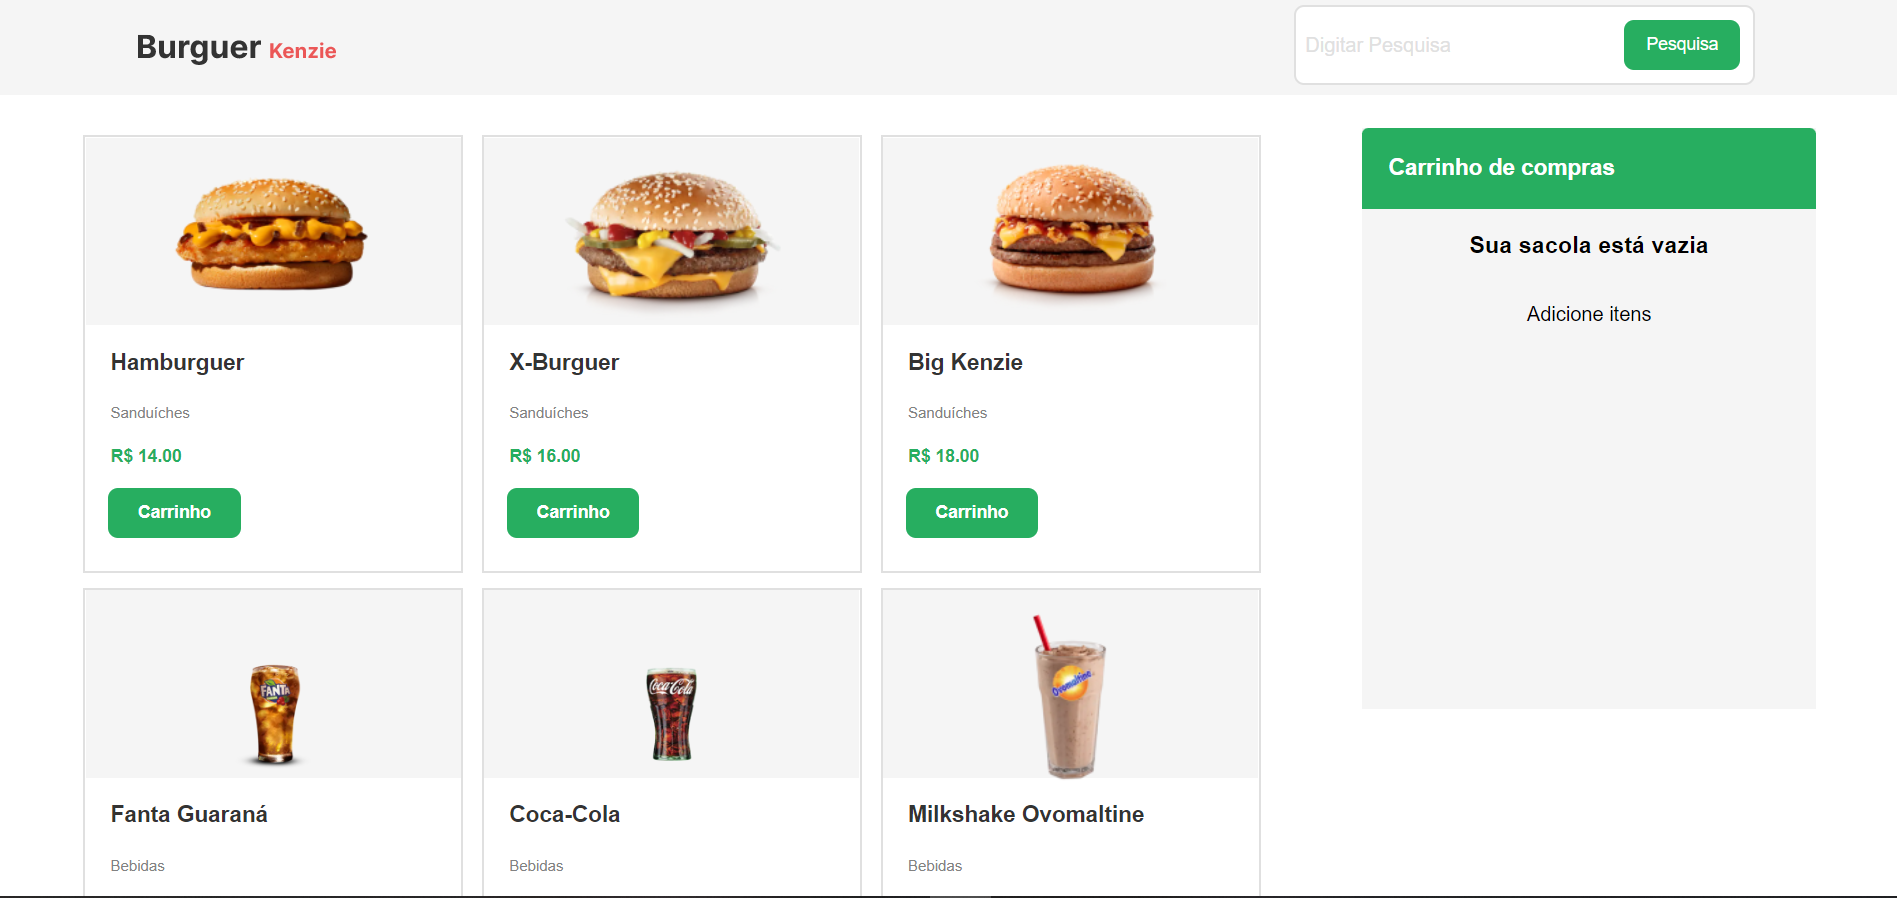 Burguer Kenzie
Digitar Pesquisa
Pesquisa
Hamburguer
Sanduíches
R$ 14.00
Carrinho
X-Burguer
Sanduíches
R$ 16.00
Carrinho
Big Kenzie
Sanduíches
R$ 18.00
Carrinho
FANTA
Fanta Guaraná
Bebidas
Coca-Cola
Coca-Cola
Bebidas
Ovomaltine
Milkshake Ovomaltine
Bebidas
Carrinho de compras
Sua sacola está vazia
Adicione itens